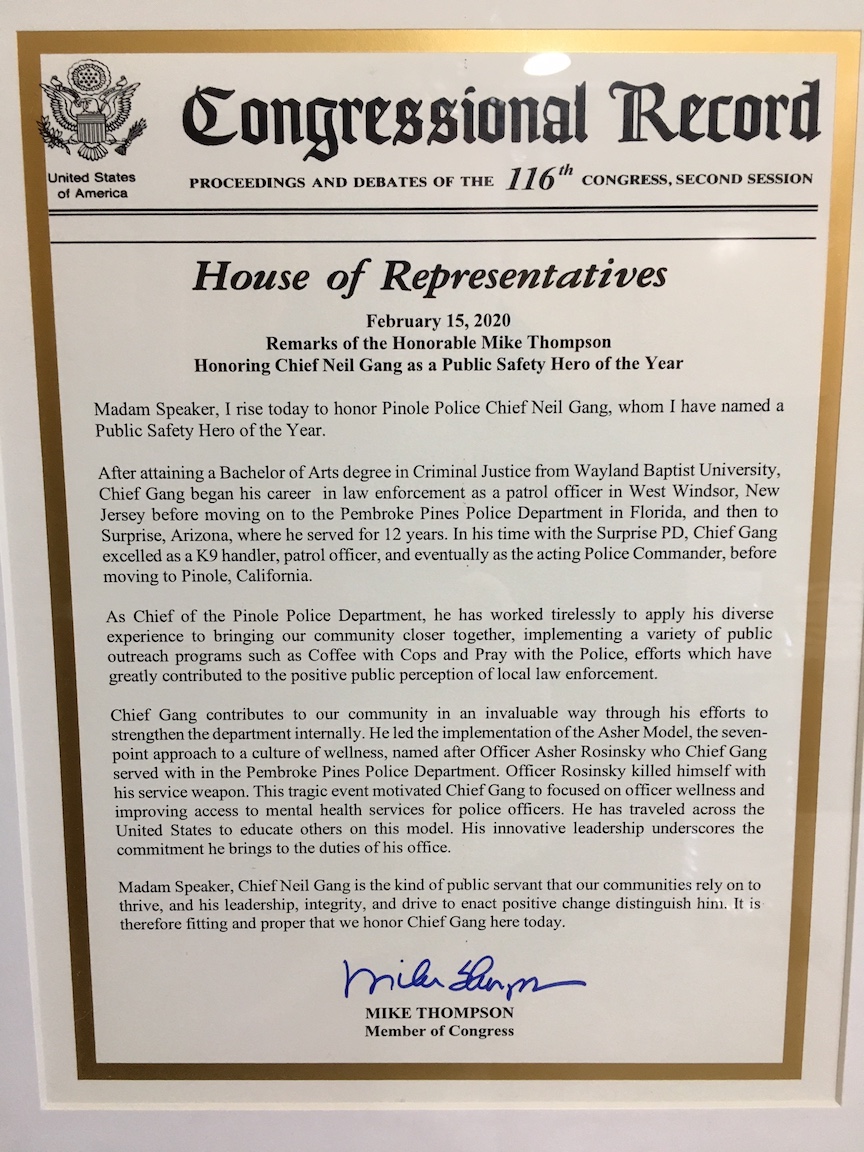 Congressional Record
United States
of America
PROCEEDINGS AND DEBATES OF THE 116th CONGRESS, SECOND SESSION
House of Representatives
February 15, 2020
Remarks of the Honorable Mike Thompson
Honoring Chief Neil Gang as a Public Safety Hero of the Year
Madam Speaker, I rise today to honor Pinole Police Chief Neil Gang, whom I have named a
Public Safety Hero of the Year.
After attaining a Bachelor of Arts degree in Criminal Justice from Wayland Baptist University,
Chief Gang began his career in law enforcement as a patrol officer in West Windsor, New
Jersey before moving on to the Pembroke Pines Police Department in Florida, and then to
Surprise, Arizona, where he served for 12 years. In his time with the Surprise PD, Chief Gang
excelled as a K9 handler, patrol officer, and eventually as the acting Police Commander, before
moving to Pinole, California.
As Chief of the Pinole Police Department, he has worked tirelessly to apply his diverse
experience to bringing our community closer together, implementing a variety of public
outreach programs such as Coffee with Cops and Pray with the Police, efforts which have
greatly contributed to the positive public perception of local law enforcement.
Chief Gang contributes to our community in an invaluable way through his efforts to
strengthen the department internally. He led the implementation of the Asher Model, the seven-
point approach to a culture of wellness, named after Officer Asher Rosinsky who Chief Gang
served with in the Pembroke Pines Police Department. Officer Rosinsky killed himself with
his service weapon. This tragic event motivated Chief Gang to focused on officer wellness and
improving access to mental health services for police officers. He has traveled across the
United States to educate others on this model. His innovative leadership underscores the
commitment he brings to the duties of his office.
Madam Speaker, Chief Neil Gang is the kind of public servant that our communities rely on to
thrive, and his leadership, integrity, and drive to enact positive change distinguish him. It is
therefore fitting and proper that we honor Chief Gang here today.
Mike Thompson
MIKE THOMPSON
Member of Congress